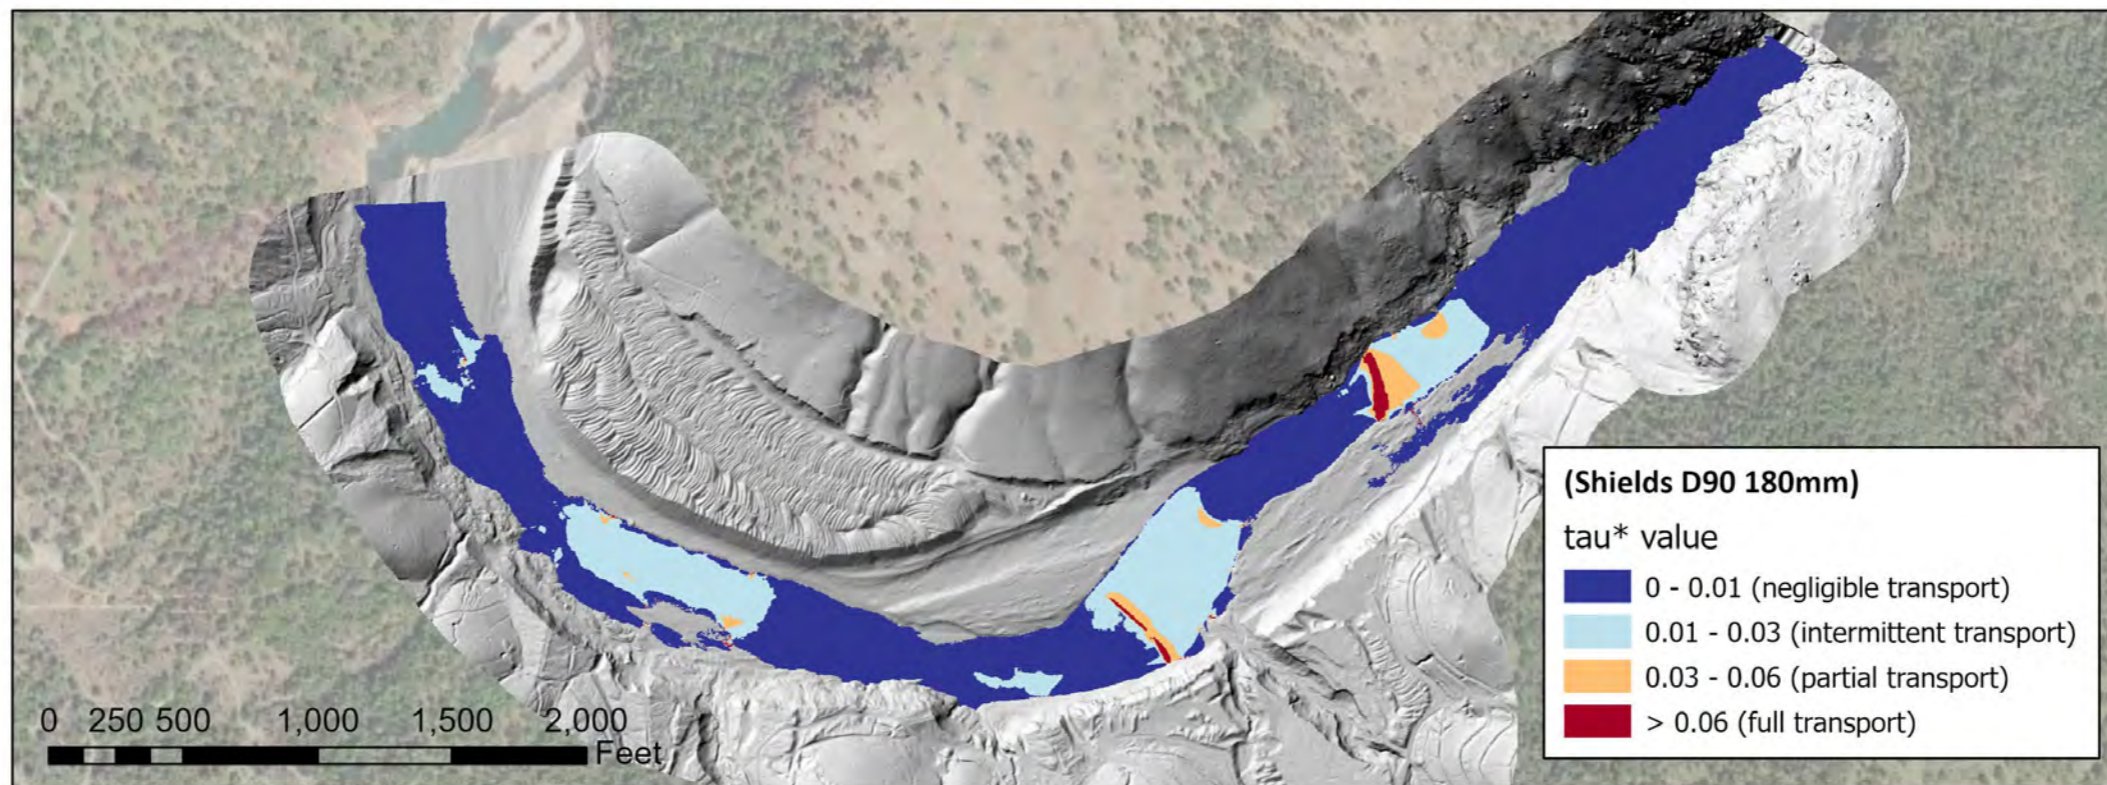 (Shields D90 180mm)
tau* value
0 - 0.01 (negligible transport)
0.01 - 0.03 (intermittent transport)
0.03 - 0.06 (partial transport)
> 0.06 (full transport)
0 250 500 1,000 1,500 2,000
Feet